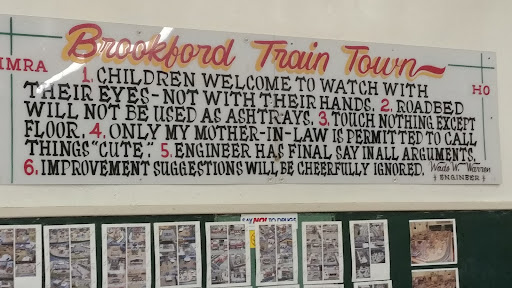 Brookford Train Town
NMRA
HO
1. CHILDREN WELCOME TO WATCH WITH
THEIR EYES-NOT WITH THEIR HANDS. 2. ROADBED
WILL NOT BE USED AS ASHTRAYS. 3. TOUCH NOTHING EXCEPT
FLOOR. 4. ONLY MY MOTHER-IN-LAW IS PERMITTED TO CALL
THINGS "CUTE". 5. ENGINEER HAS FINAL SAY IN ALL ARGUMENTS.
6. IMPROVEMENT SUGGESTIONS WILL BE CHEERFULLY IGNORED.
Wade W. Warren
ENGINEER
SAY NO! TO DRUGS